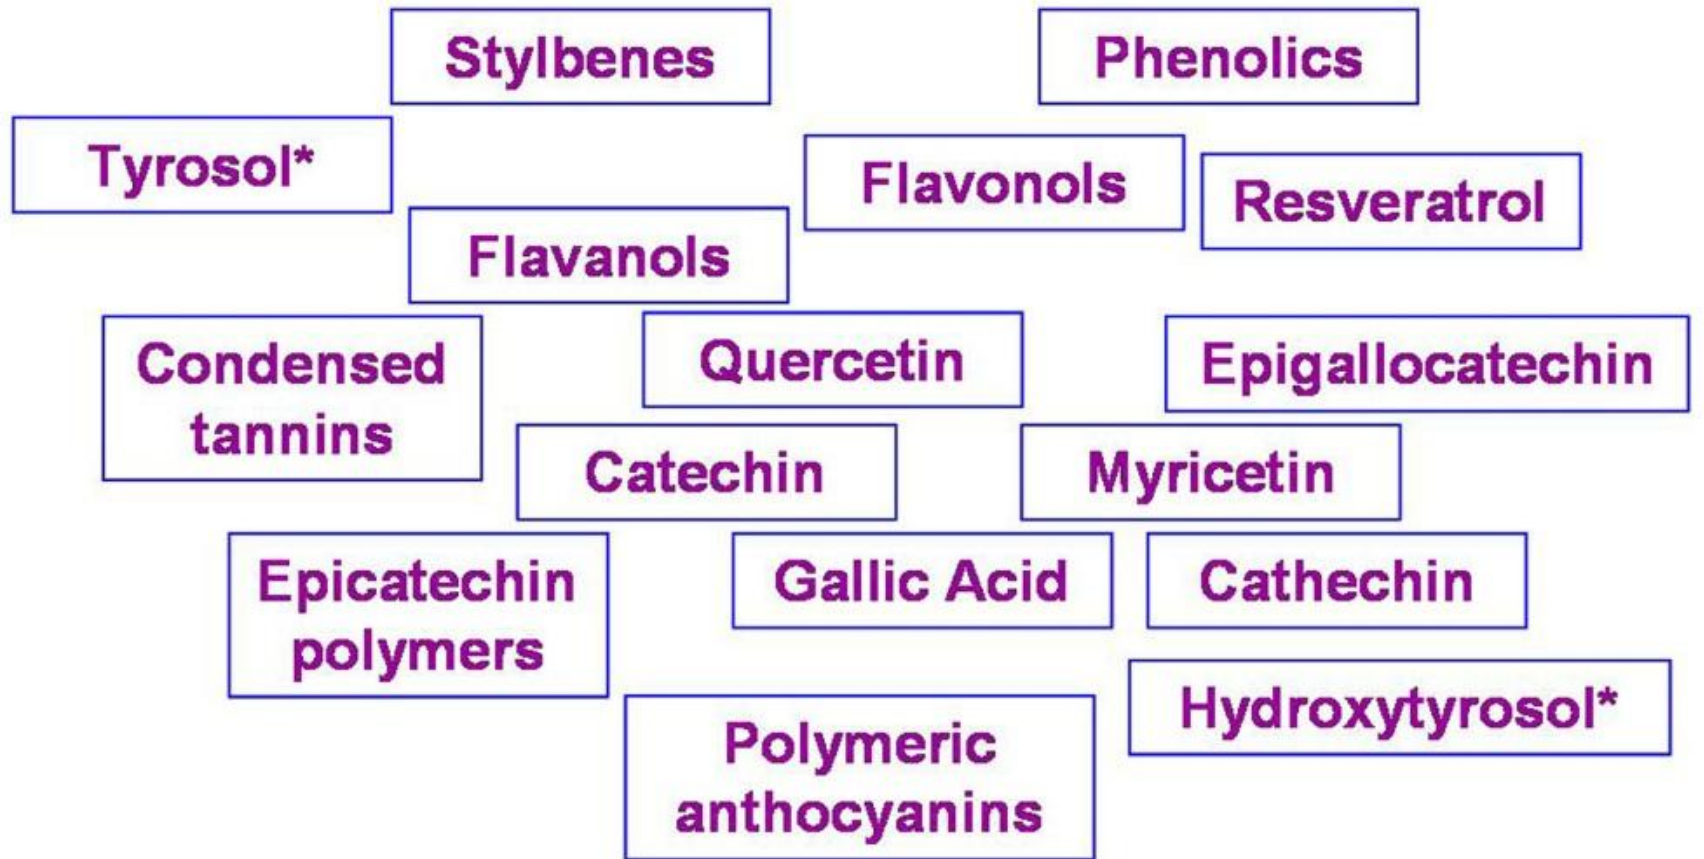 Stylbenes
Phenolics
Tyrosol*
Flavonols
Resveratrol
Flavanols
Condensed
tannins
Quercetin
Epigallocatechin
Catechin
Myricetin
Epicatechin
polymers
Gallic Acid
Cathechin
Hydroxytyrosol*
Polymeric
anthocyanins